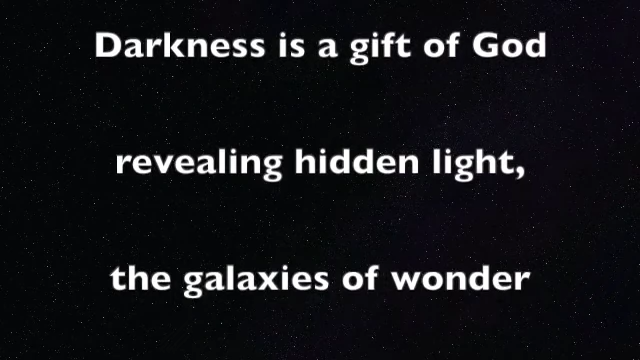 Darkness is a gift of God
revealing hidden light,
the galaxies of wonder